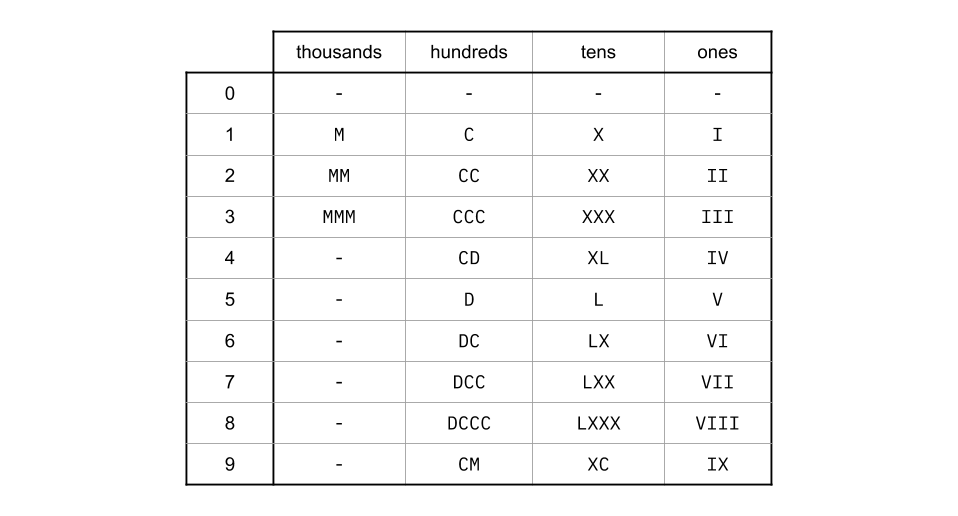 thousands hundreds tens ones
0 - - - -
1 M C X I
2 MM CC XX II
3 MMM CCC XXX III
4 - CD XL IV
5 - D L V
6 - DC LX VI
7 - DCC LXX VII
8 - DCCC LXXX VIII
9 - CM XC IX